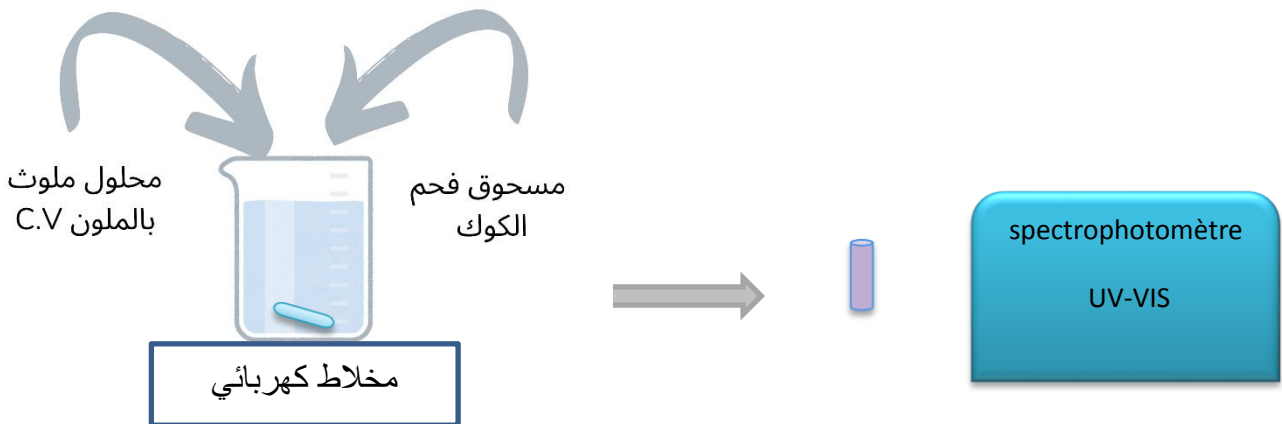 محلول ملوث
بالملون C.V
مسحوق فحم
الكوك
مخلاط كهربائي
spectrophotomètre
UV-VIS